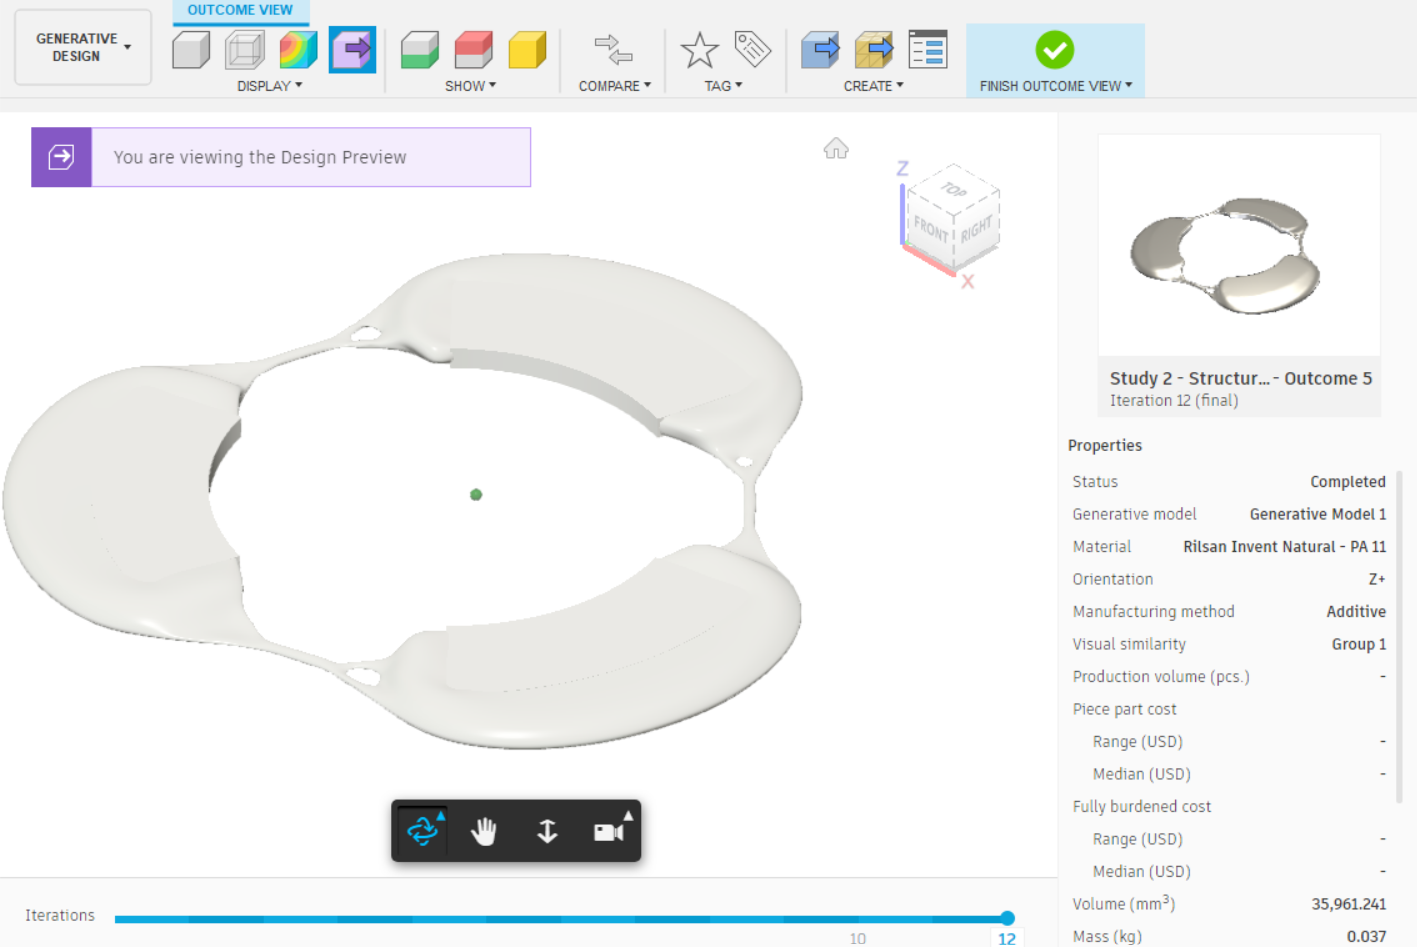 OUTCOME VIEW
GENERATIVE
DESIGN
DISPLAY
SHOW
COMPARE
TAG
CREATE
FINISH OUTCOME VIEW
You are viewing the Design Preview
Z
TOP
FRONT
RIGHT
X
Study 2 - Structur... - Outcome 5
Iteration 12 (final)
Properties
Status Completed
Generative model Generative Model 1
Material Rilsan Invent Natural - PA 11
Orientation Z+
Manufacturing method Additive
Visual similarity Group 1
Production volume (pcs.) -
Piece part cost
Range (USD) -
Median (USD) -
Fully burdened cost
Range (USD) -
Median (USD) -
Volume (mm³) 35,961.241
Mass (kg) 0.037
Iterations
10
12